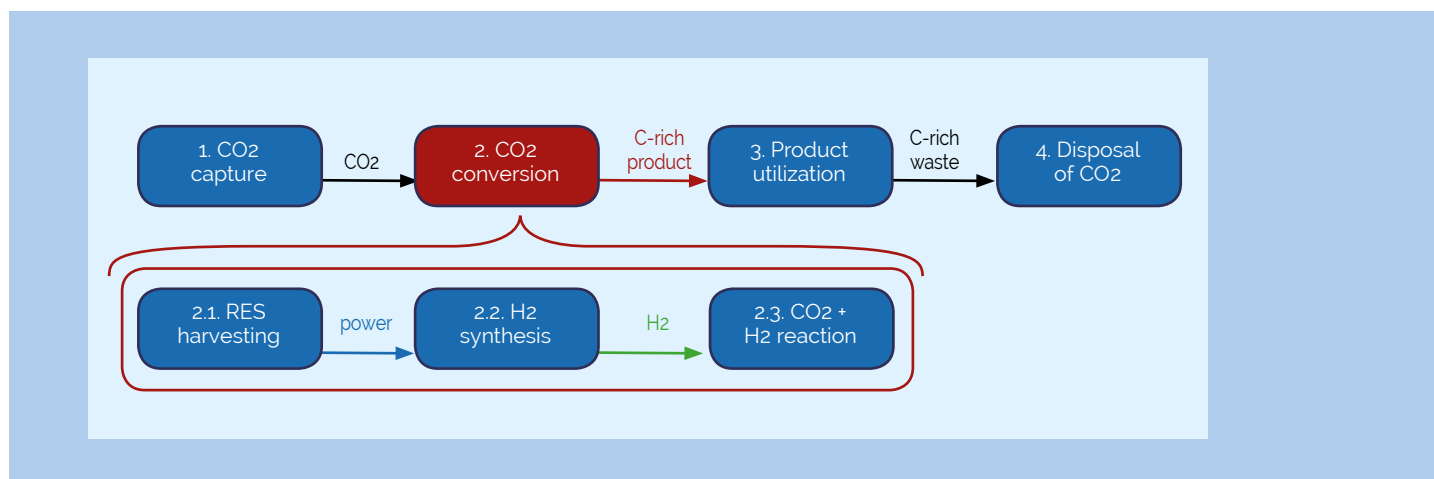 1. CO2
capture
CO2
2. CO2
conversion
C-rich
product
3. Product
utilization
C-rich
waste
4. Disposal
of CO2
2.1. RES
harvesting
power
2.2. H2
synthesis
H2
2.3. CO2 +
H2 reaction